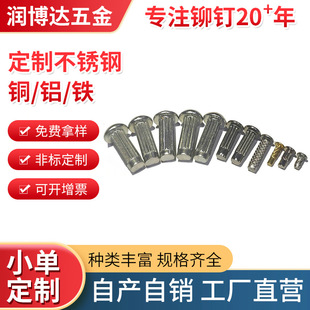 润博达五金
专注铆钉20+年
定制不锈钢
铜/铝/铁
免费拿样
非标定制
可开增票
小单
定制
种类丰富 规格齐全
自产自销 工厂直营